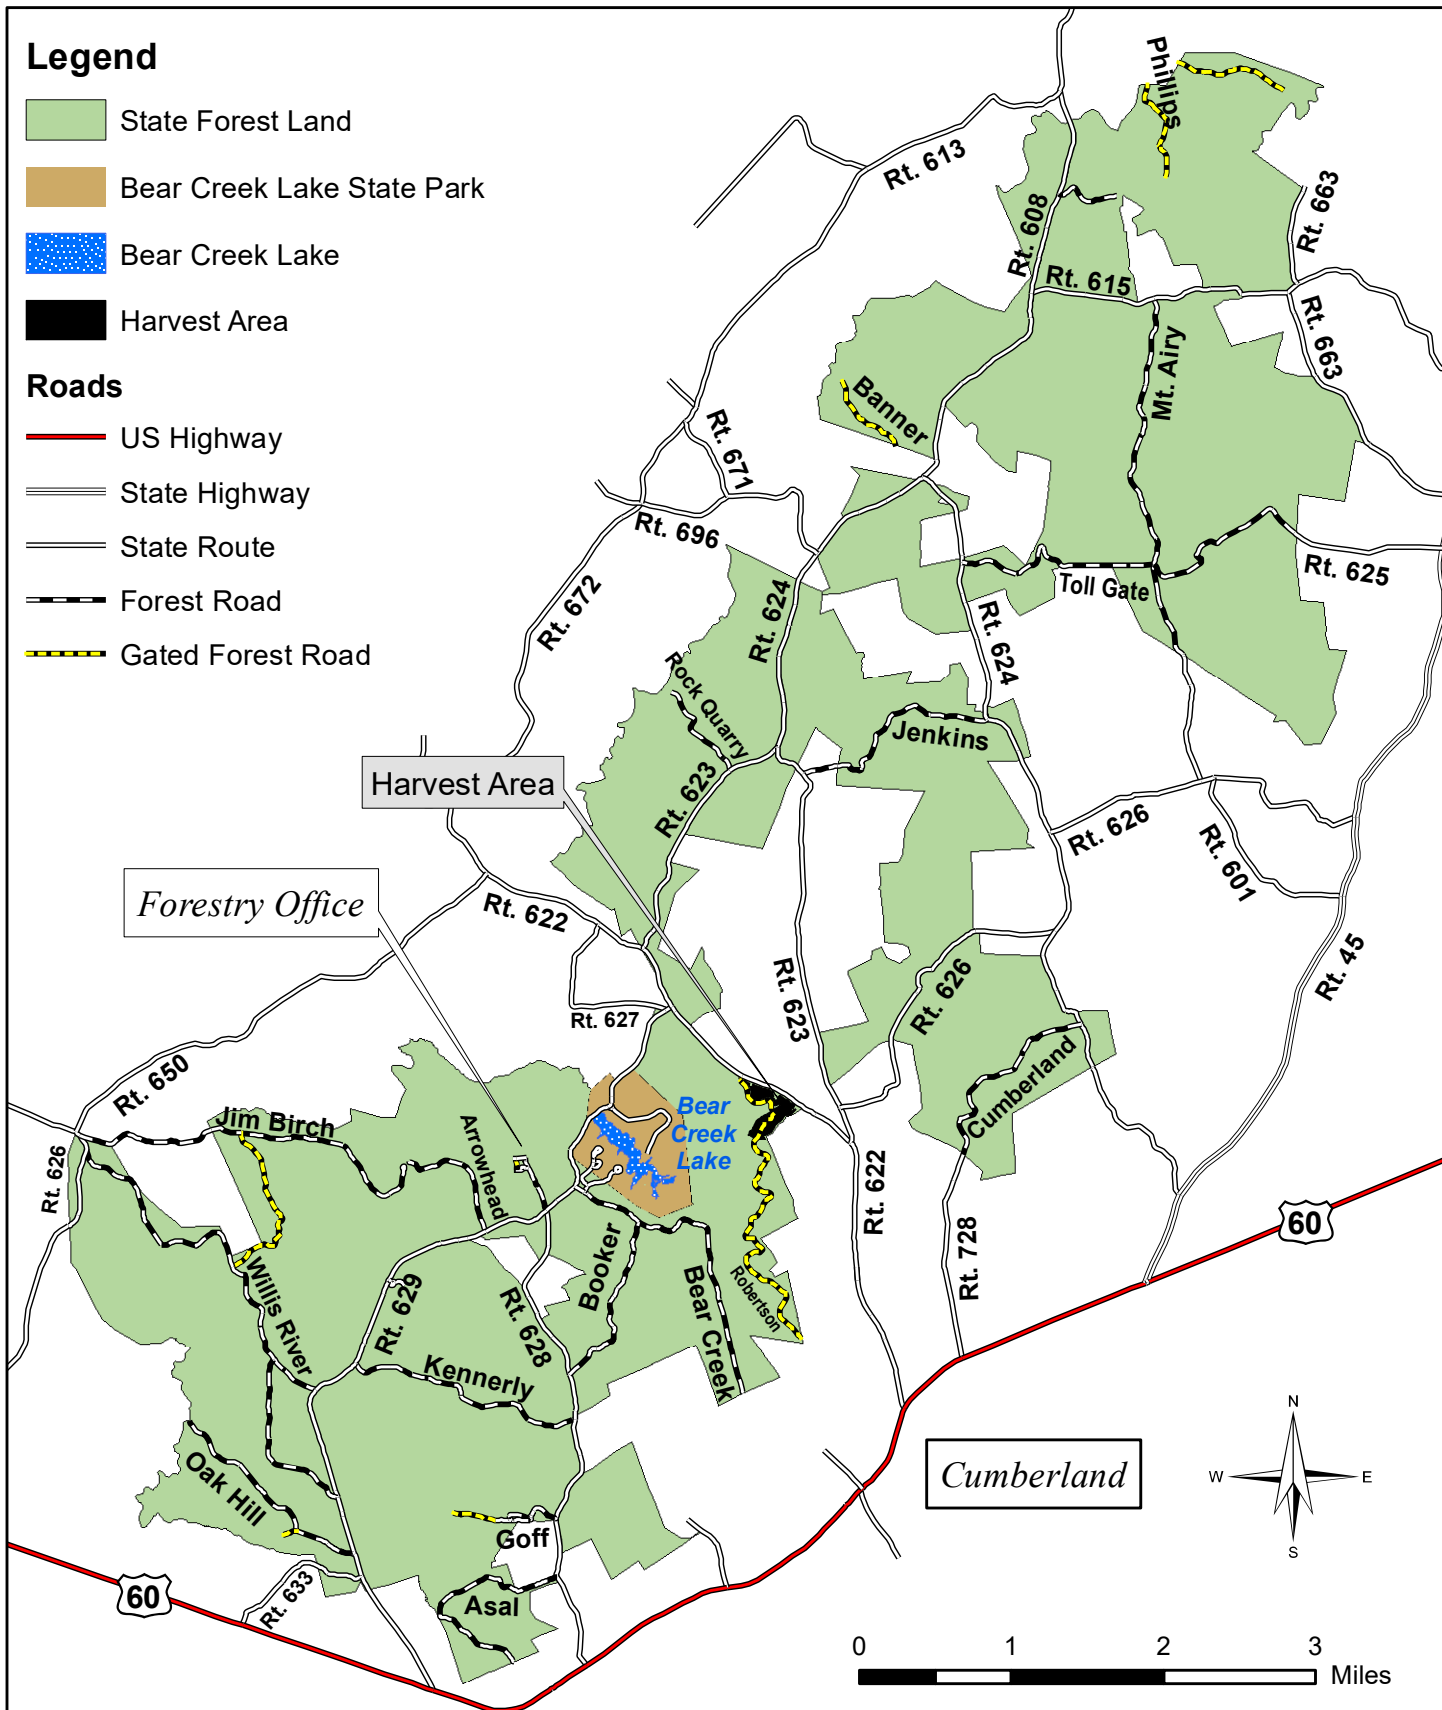 Legend
State Forest Land
Bear Creek Lake State Park
Bear Creek Lake
Harvest Area
Roads
US Highway
State Highway
State Route
Forest Road
Gated Forest Road
Phillips
Rt. 613
Rt. 663
Rt. 608
Rt. 615
Rt. 663
Mt. Airy
Banner
Rt. 671
Rt. 696
Rt. 625
Toll Gate
Rt. 672
Rt. 624
Rt. 624
Rock Quarry
Jenkins
Harvest Area
Rt. 623
Rt. 626
Rt. 601
Forestry Office
Rt. 622
Rt. 45
Rt. 623
Rt. 626
Rt. 627
Rt. 650
Cumberland
Jim Birch
Bear
Creek
Lake
Arrowhead
Rt. 626
Rt. 622
60
Rt. 728
Booker
Willis River
Rt. 629
Rt. 628
Bear Creek
Robertson
Kennerly
Cumberland
N
W
E
S
Oak Hill
Goff
Asal
Rt. 633
60
0
1
2
3
Miles